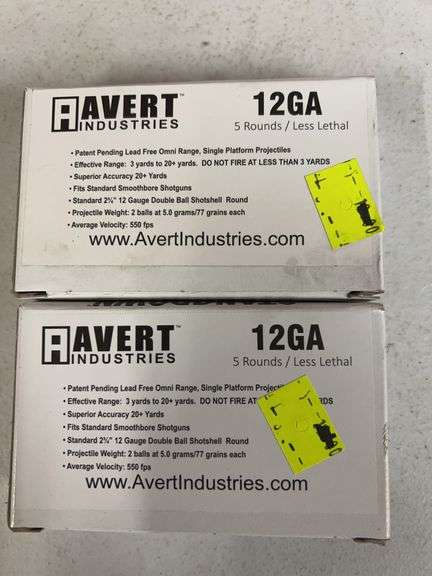 AVERT™
INDUSTRIES
12GA
5 Rounds / Less Lethal
• Patent Pending Lead Free Omni Range, Single Platform Projectiles
• Effective Range: 3 yards to 20+ yards. DO NOT FIRE AT LESS THAN 3 YARDS
• Superior Accuracy 20+ Yards
• Fits Standard Smoothbore Shotguns
• Standard 2¾" 12 Gauge Double Ball Shotshell Round
• Projectile Weight: 2 balls at 5.0 grams/77 grains each
• Average Velocity: 550 fps
www.AvertIndustries.com
AVERT™
INDUSTRIES
12GA
5 Rounds / Less Lethal
• Patent Pending Lead Free Omni Range, Single Platform
• Effective Range: 3 yards to 20+ yards. DO NOT FIRE AT
• Superior Accuracy 20+ Yards
• Fits Standard Smoothbore Shotguns
• Standard 2¾" 12 Gauge Double Ball Shotshell Round
• Projectile Weight: 2 balls at 5.0 grams/77 grains each
• Average Velocity: 550 fps
www.AvertIndustries.com